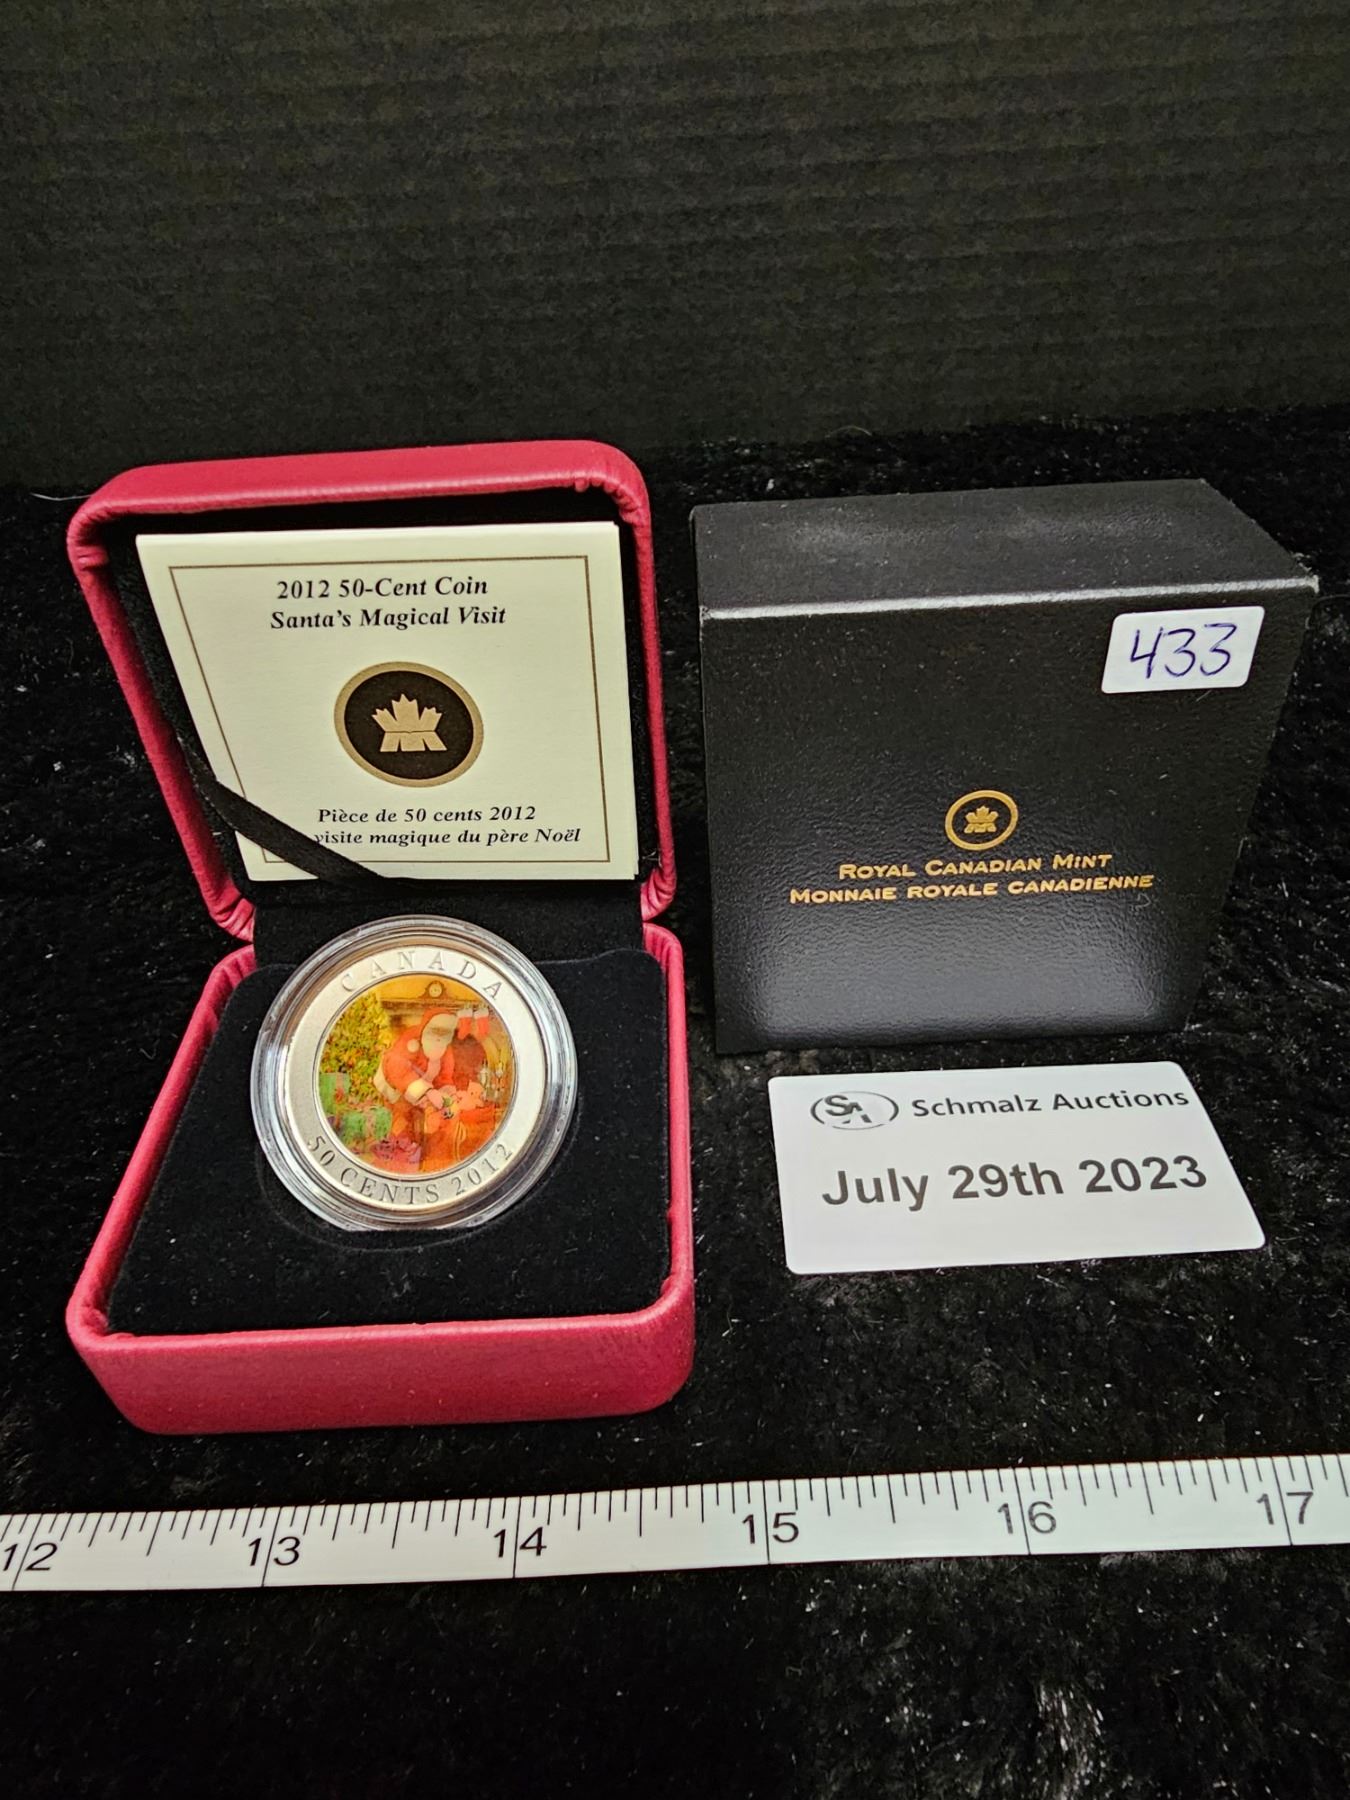 2012 50-Cent Coin
Santa's Magical Visit
Pièce de 50 cents 2012
visite magique du père Noël
CANADA
50 CENTS 2012
433
ROYAL CANADIAN MINT
MONNAIE ROYALE CANADIENNE
SA Schmalz Auctions
July 29th 2023
12 13 14 15 16 17